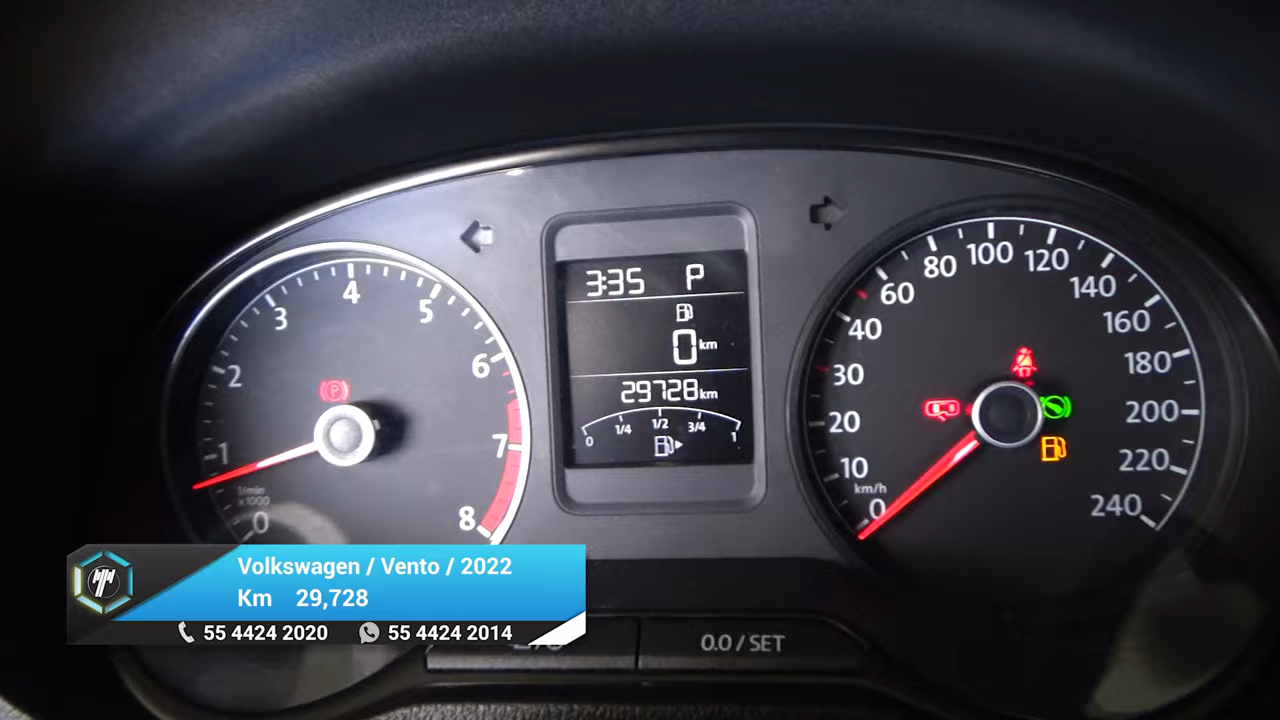 3:35 P
0 km
29728 km
0 1/4 1/2 3/4 1
0 1 2 3 4 5 6 7 8
1/min
x 1000
P
0 10 20 30 40 60 80 100 120 140 160 180 200 220 240
km/h
0.0 / SET
Volkswagen / Vento / 2022
Km 29,728
55 4424 2020 55 4424 2014